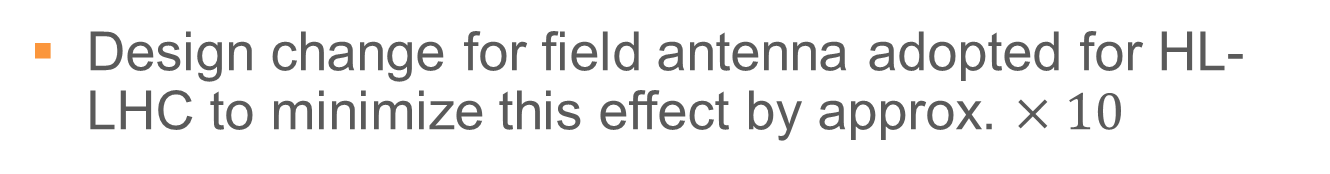 ▪ Design change for field antenna adopted for HL-
LHC to minimize this effect by approx. × 10